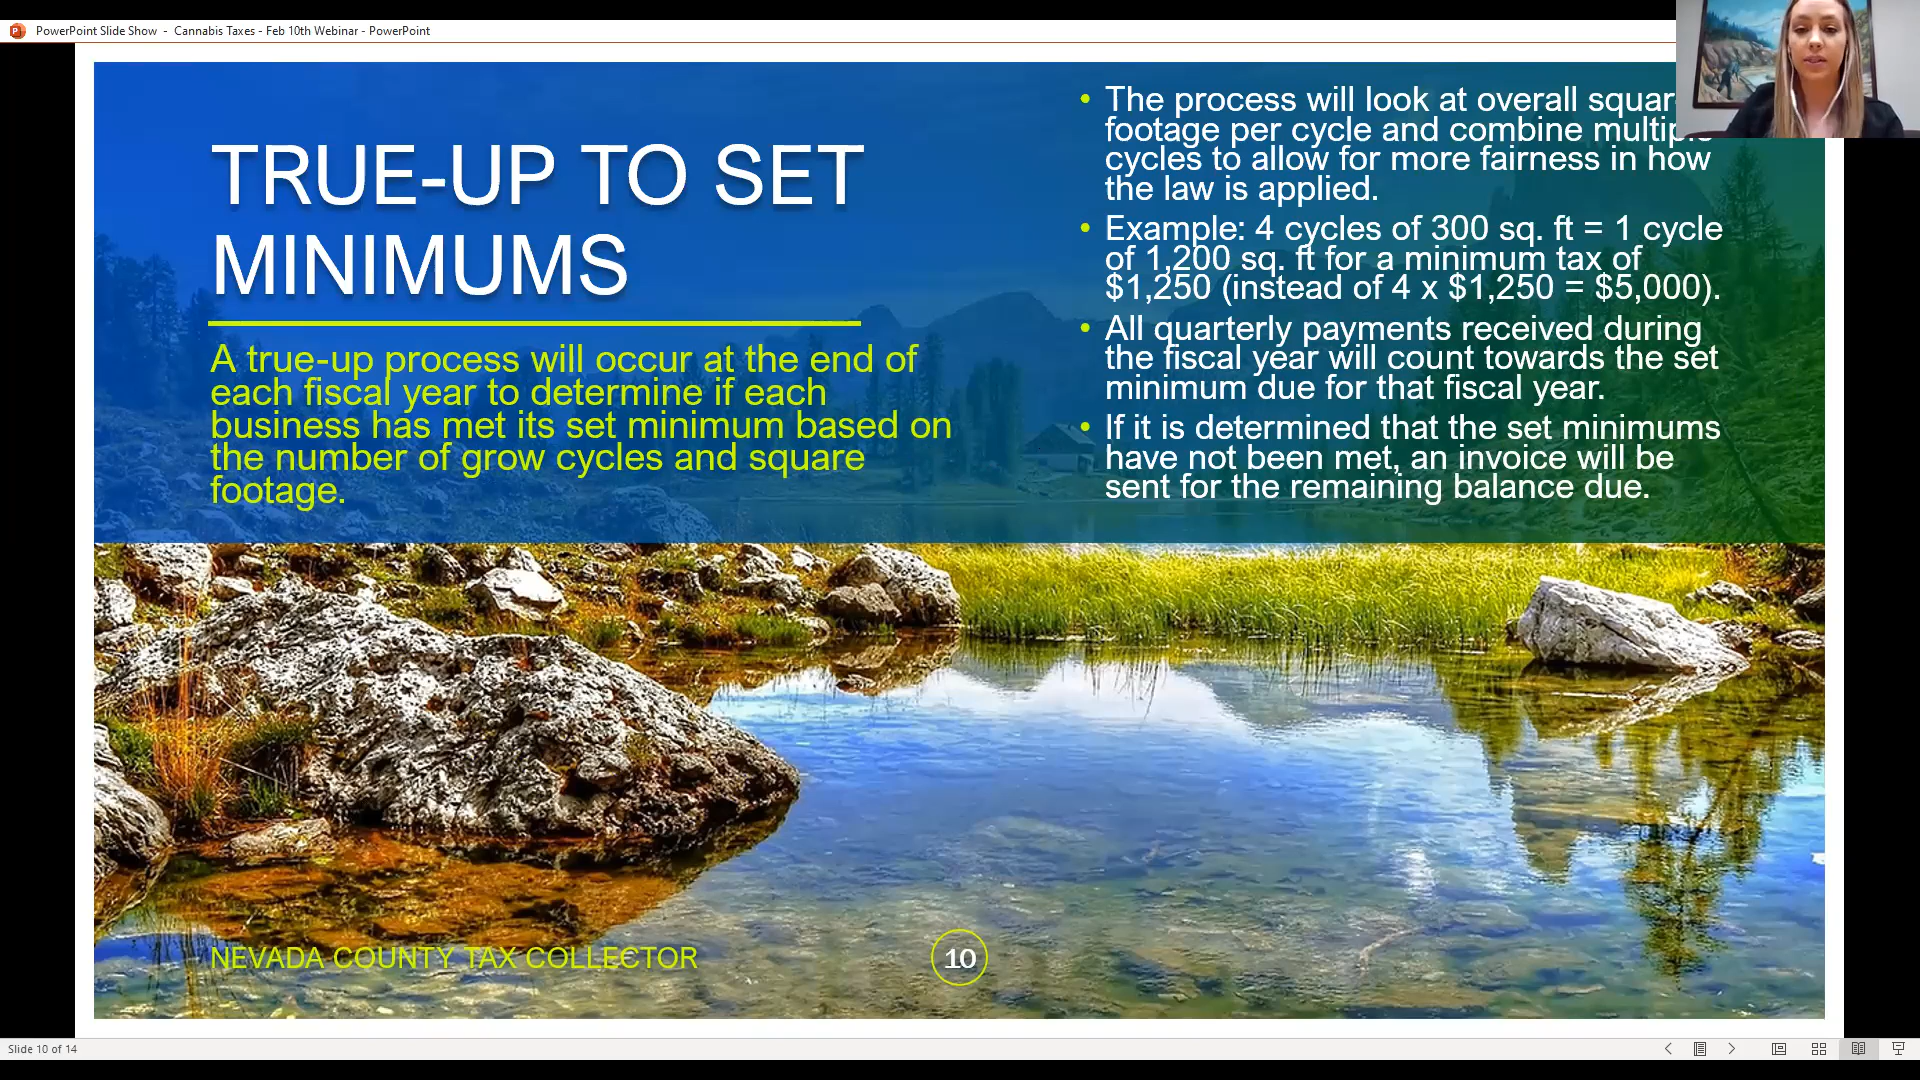 PowerPoint Slide Show - Cannabis Taxes - Feb 10th Webinar - PowerPoint
TRUE-UP TO SET
MINIMUMS
A true-up process will occur at the end of
each fiscal year to determine if each
business has met its set minimum based on
the number of grow cycles and square
footage.
• The process will look at overall
footage per cycle and combine
cycles to allow for more fairness in how
the law is applied.
• Example: 4 cycles of 300 sq. ft = 1 cycle
of 1,200 sq. ft for a minimum tax of
$1,250 (instead of 4 x $1,250 = $5,000).
• All quarterly payments received during
the fiscal year will count towards the set
minimum due for that fiscal year.
• If it is determined that the set minimums
have not been met, an invoice will be
sent for the remaining balance due.
NEVADA COUNTY TAX COLLECTOR
10
Slide 10 of 14